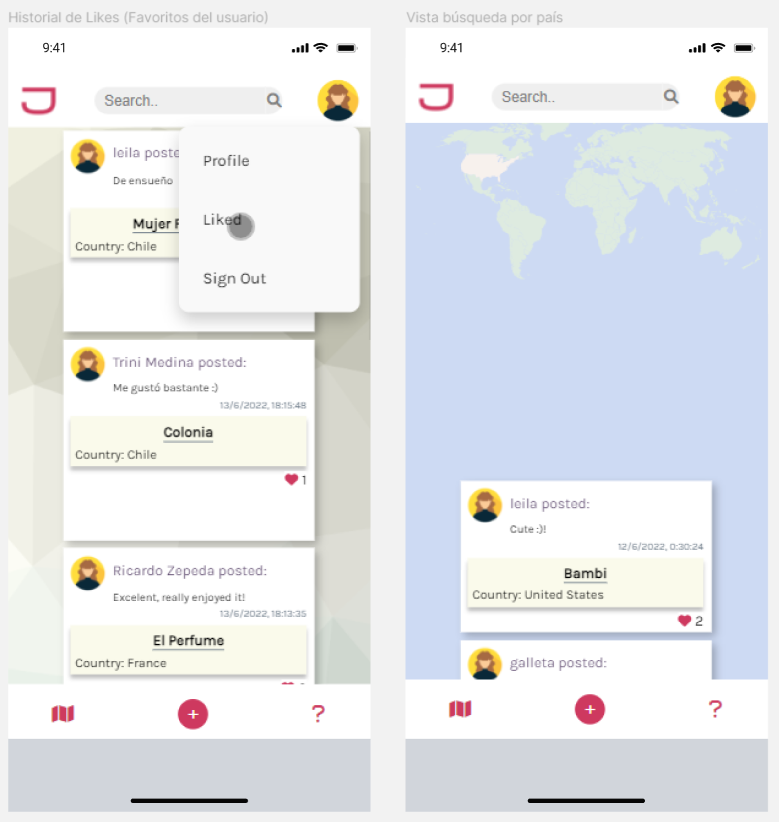 Historial de Likes (Favoritos del usuario)
9:41
Search..
Profile
Liked
Sign Out
leila poste
De ensueño
Mujer F
Country: Chile
Trini Medina posted:
Me gustó bastante :)
13/6/2022, 18:15:48
Colonia
Country: Chile
1
Ricardo Zepeda posted:
Excelent, really enjoyed it!
13/6/2022, 18:13:35
El Perfume
Country: France
+
?
Vista búsqueda por país
9:41
Search..
leila posted:
Cute :)!
12/6/2022, 0:30:24
Bambi
Country: United States
2
galleta posted:
+
?